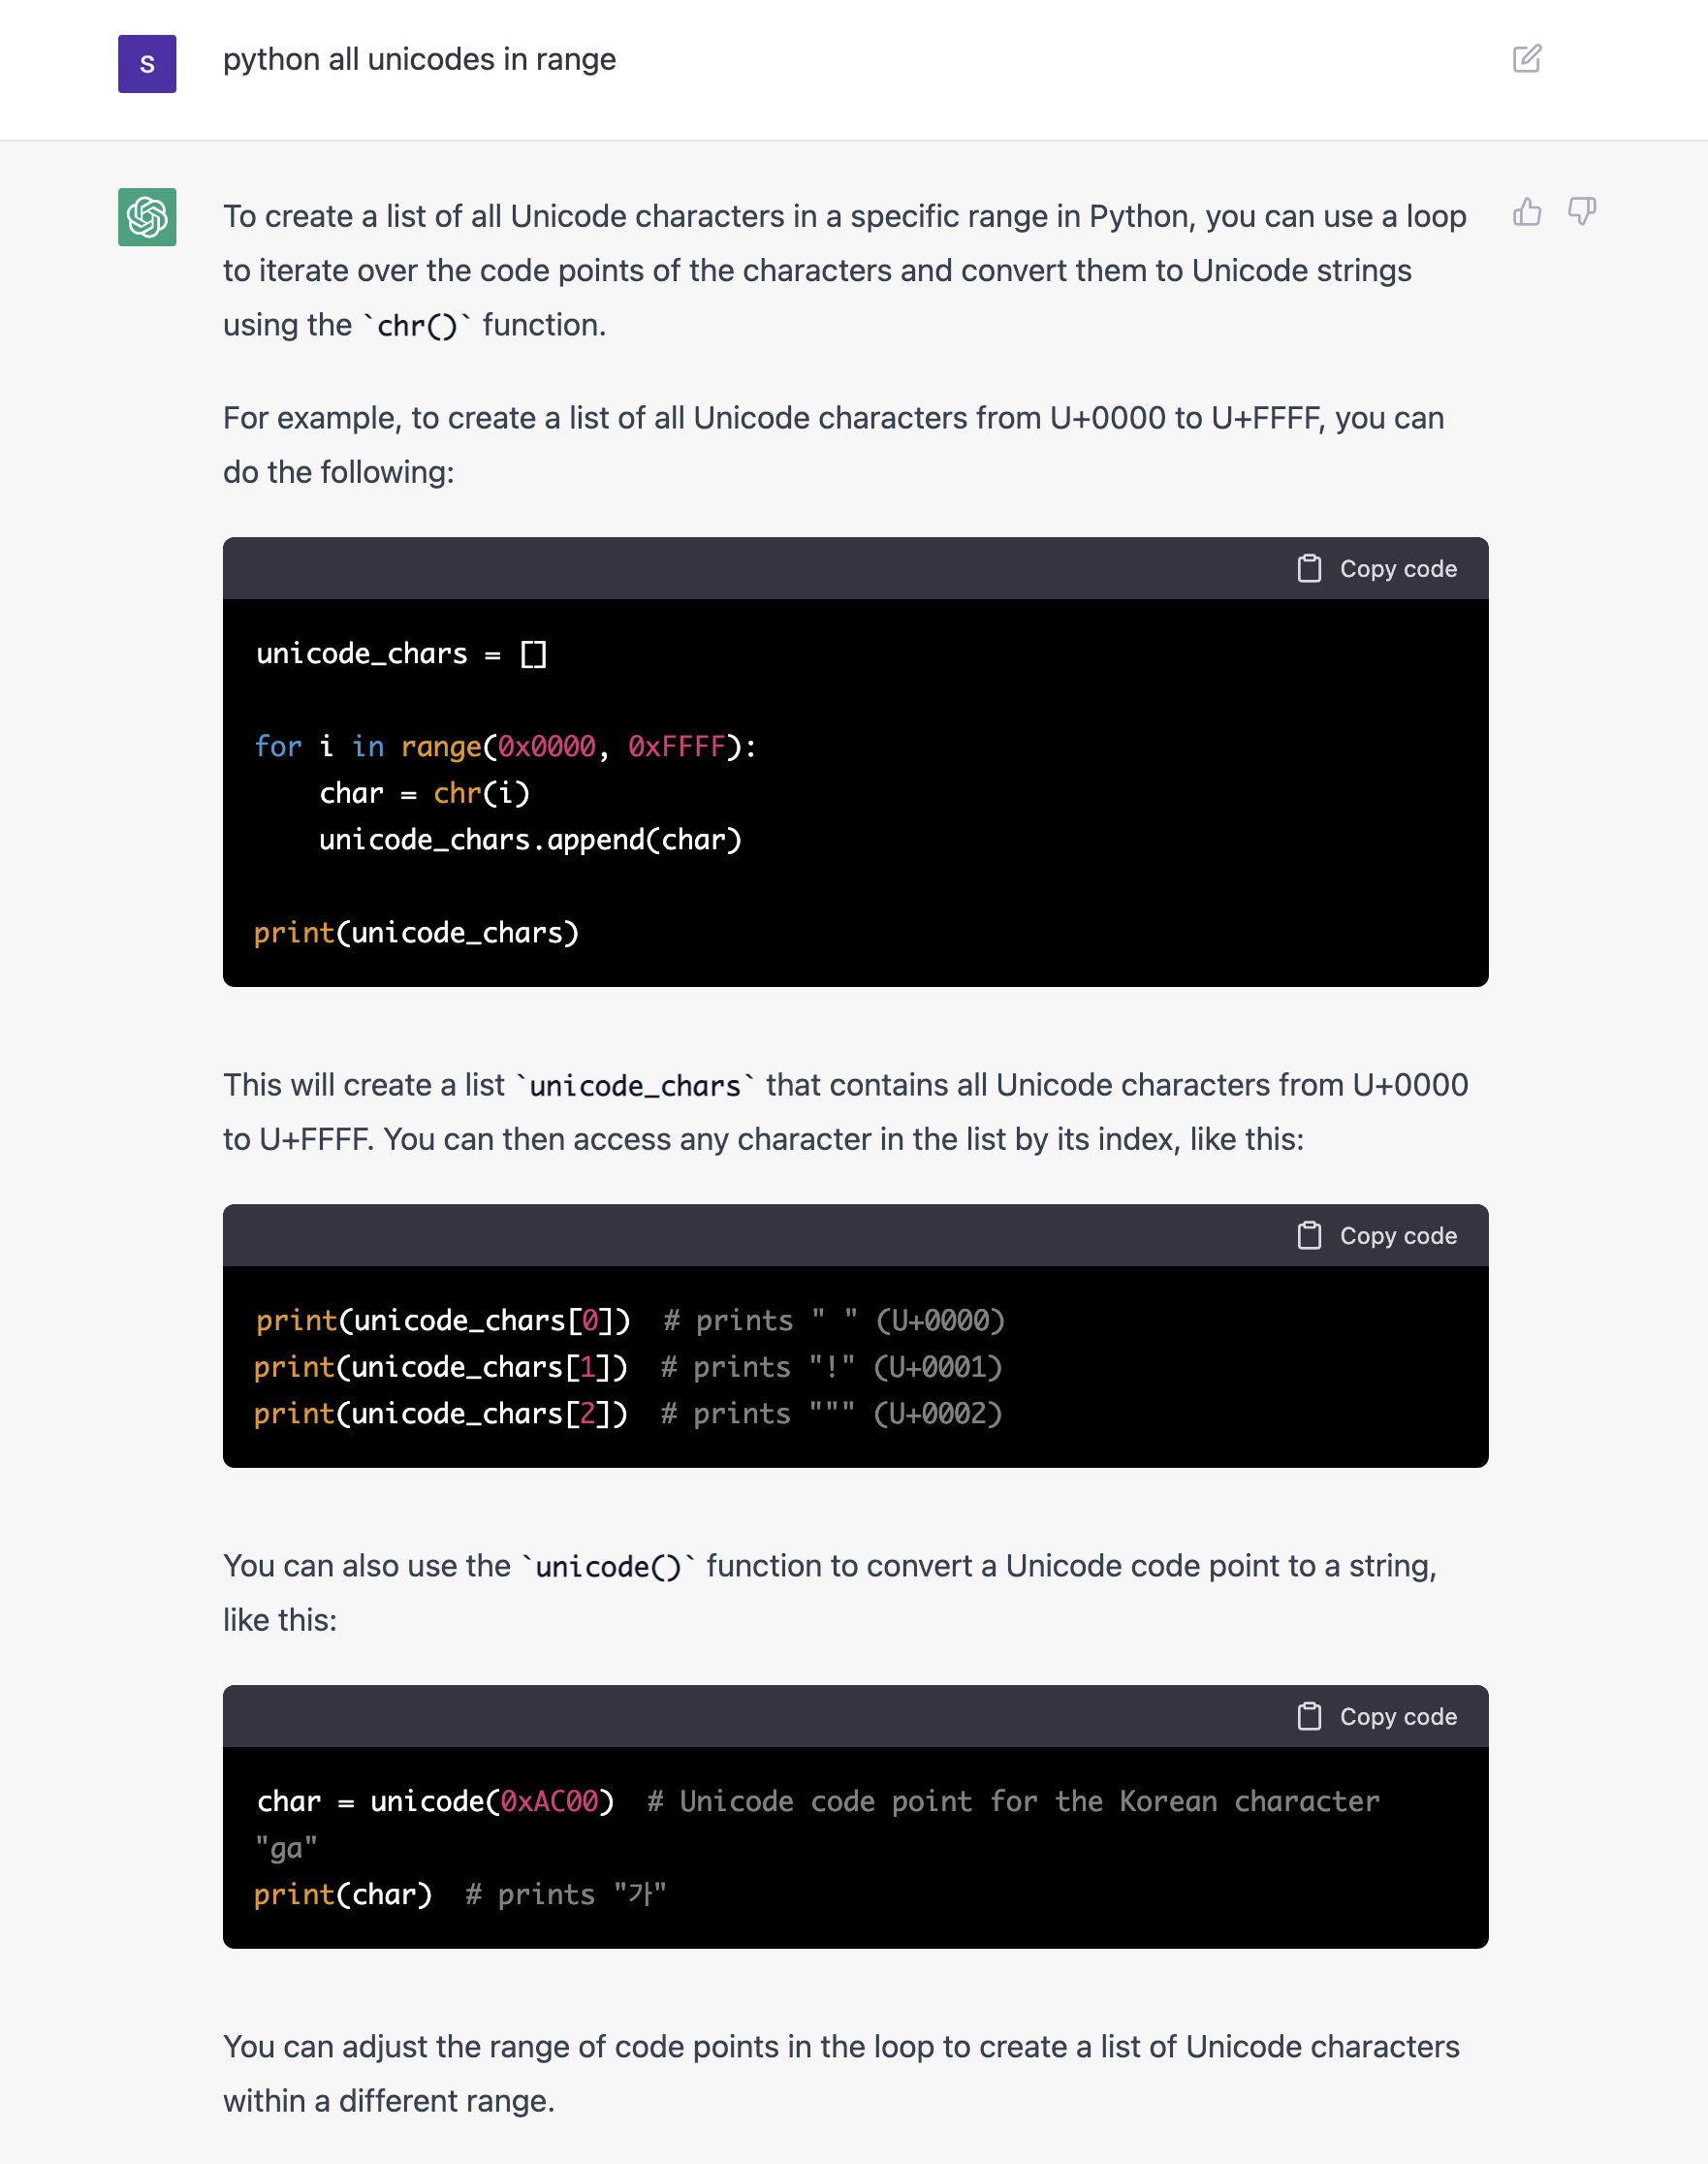 S
python all unicodes in range
To create a list of all Unicode characters in a specific range in Python, you can use a loop
to iterate over the code points of the characters and convert them to Unicode strings
using the `chr()` function.
For example, to create a list of all Unicode characters from U+0000 to U+FFFF, you can
do the following:
Copy code
unicode_chars = []
for i in range(0x0000, 0xFFFF):
    char = chr(i)
    unicode_chars.append(char)
print(unicode_chars)
This will create a list `unicode_chars` that contains all Unicode characters from U+0000
to U+FFFF. You can then access any character in the list by its index, like this:
Copy code
print(unicode_chars[0])  # prints " " (U+0000)
print(unicode_chars[1])  # prints "!" (U+0001)
print(unicode_chars[2])  # prints """ (U+0002)
You can also use the `unicode()` function to convert a Unicode code point to a string,
like this:
Copy code
char = unicode(0xAC00)  # Unicode code point for the Korean character
"ga"
print(char)  # prints "가"
You can adjust the range of code points in the loop to create a list of Unicode characters
within a different range.